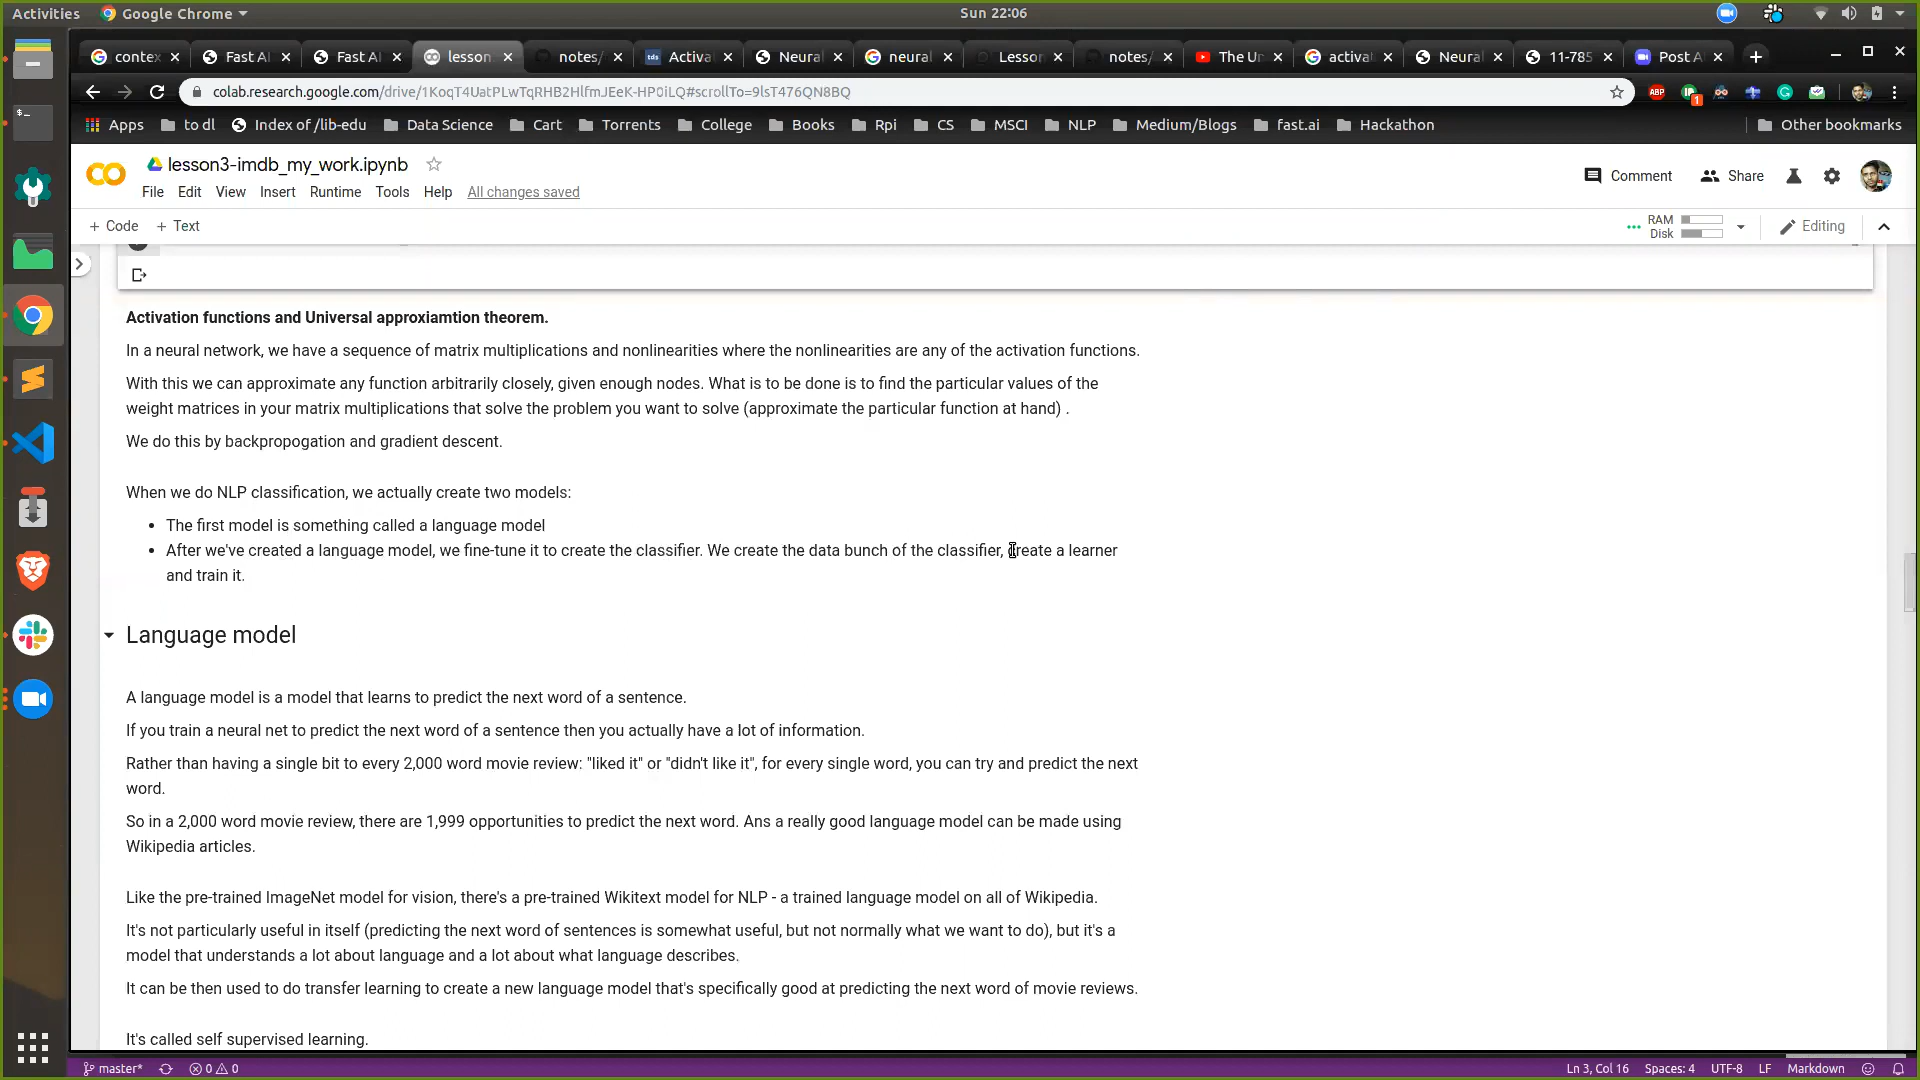 Activities
Google Chrome
Sun 22:06
contex
Fast AI
Fast AI
lesson
notes/
Activa
Neural
neural
Lesson
notes/
The Un
activat
Neural
11-785
Post A
colab.research.google.com/drive/1KoqT4UatPLwTqRHB2HlfmJEeK-HP0iLQ#scrollTo=9lsT476QN8BQ
ABP
1
Apps
to dl
Index of /lib-edu
Data Science
Cart
Torrents
College
Books
Rpi
CS
MSCI
NLP
Medium/Blogs
fast.ai
Hackathon
Other bookmarks
lesson3-imdb_my_work.ipynb
Comment
Share
File Edit View Insert Runtime Tools Help All changes saved
+ Code + Text
RAM
Disk
Editing
Activation functions and Universal approxiamtion theorem.
In a neural network, we have a sequence of matrix multiplications and nonlinearities where the nonlinearities are any of the activation functions.
With this we can approximate any function arbitrarily closely, given enough nodes. What is to be done is to find the particular values of the
weight matrices in your matrix multiplications that solve the problem you want to solve (approximate the particular function at hand) .
We do this by backpropogation and gradient descent.
When we do NLP classification, we actually create two models:
• The first model is something called a language model
• After we've created a language model, we fine-tune it to create the classifier. We create the data bunch of the classifier, create a learner
and train it.
Language model
A language model is a model that learns to predict the next word of a sentence.
If you train a neural net to predict the next word of a sentence then you actually have a lot of information.
Rather than having a single bit to every 2,000 word movie review: "liked it" or "didn't like it", for every single word, you can try and predict the next
word.
So in a 2,000 word movie review, there are 1,999 opportunities to predict the next word. Ans a really good language model can be made using
Wikipedia articles.
Like the pre-trained ImageNet model for vision, there's a pre-trained Wikitext model for NLP - a trained language model on all of Wikipedia.
It's not particularly useful in itself (predicting the next word of sentences is somewhat useful, but not normally what we want to do), but it's a
model that understands a lot about language and a lot about what language describes.
It can be then used to do transfer learning to create a new language model that's specifically good at predicting the next word of movie reviews.
It's called self supervised learning.
master*
0
0
Ln 3, Col 16
Spaces: 4
UTF-8
LF
Markdown